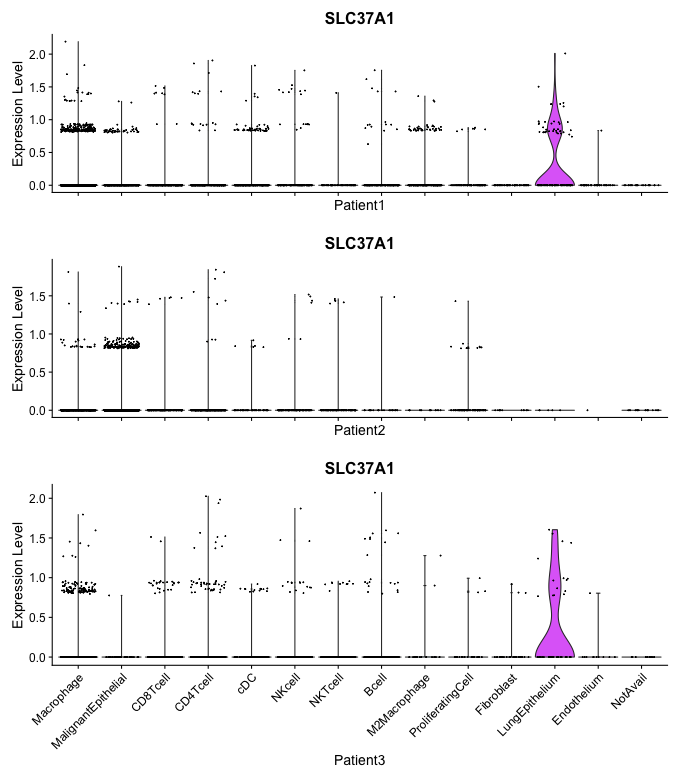 SLC37A1
Expression Level
2.0
1.5
1.0
0.5
0.0
Patient1
SLC37A1
Expression Level
1.5
1.0
0.5
0.0
Patient2
SLC37A1
Expression Level
2.0
1.5
1.0
0.5
0.0
Macrophage
MalignantEpithelial
CD8Tcell
CD4Tcell
cDC
NKcell
NKTcell
Bcell
M2Macrophage
ProliferatingCell
Fibroblast
LungEpithelium
Endothelium
NotAvail
Patient3